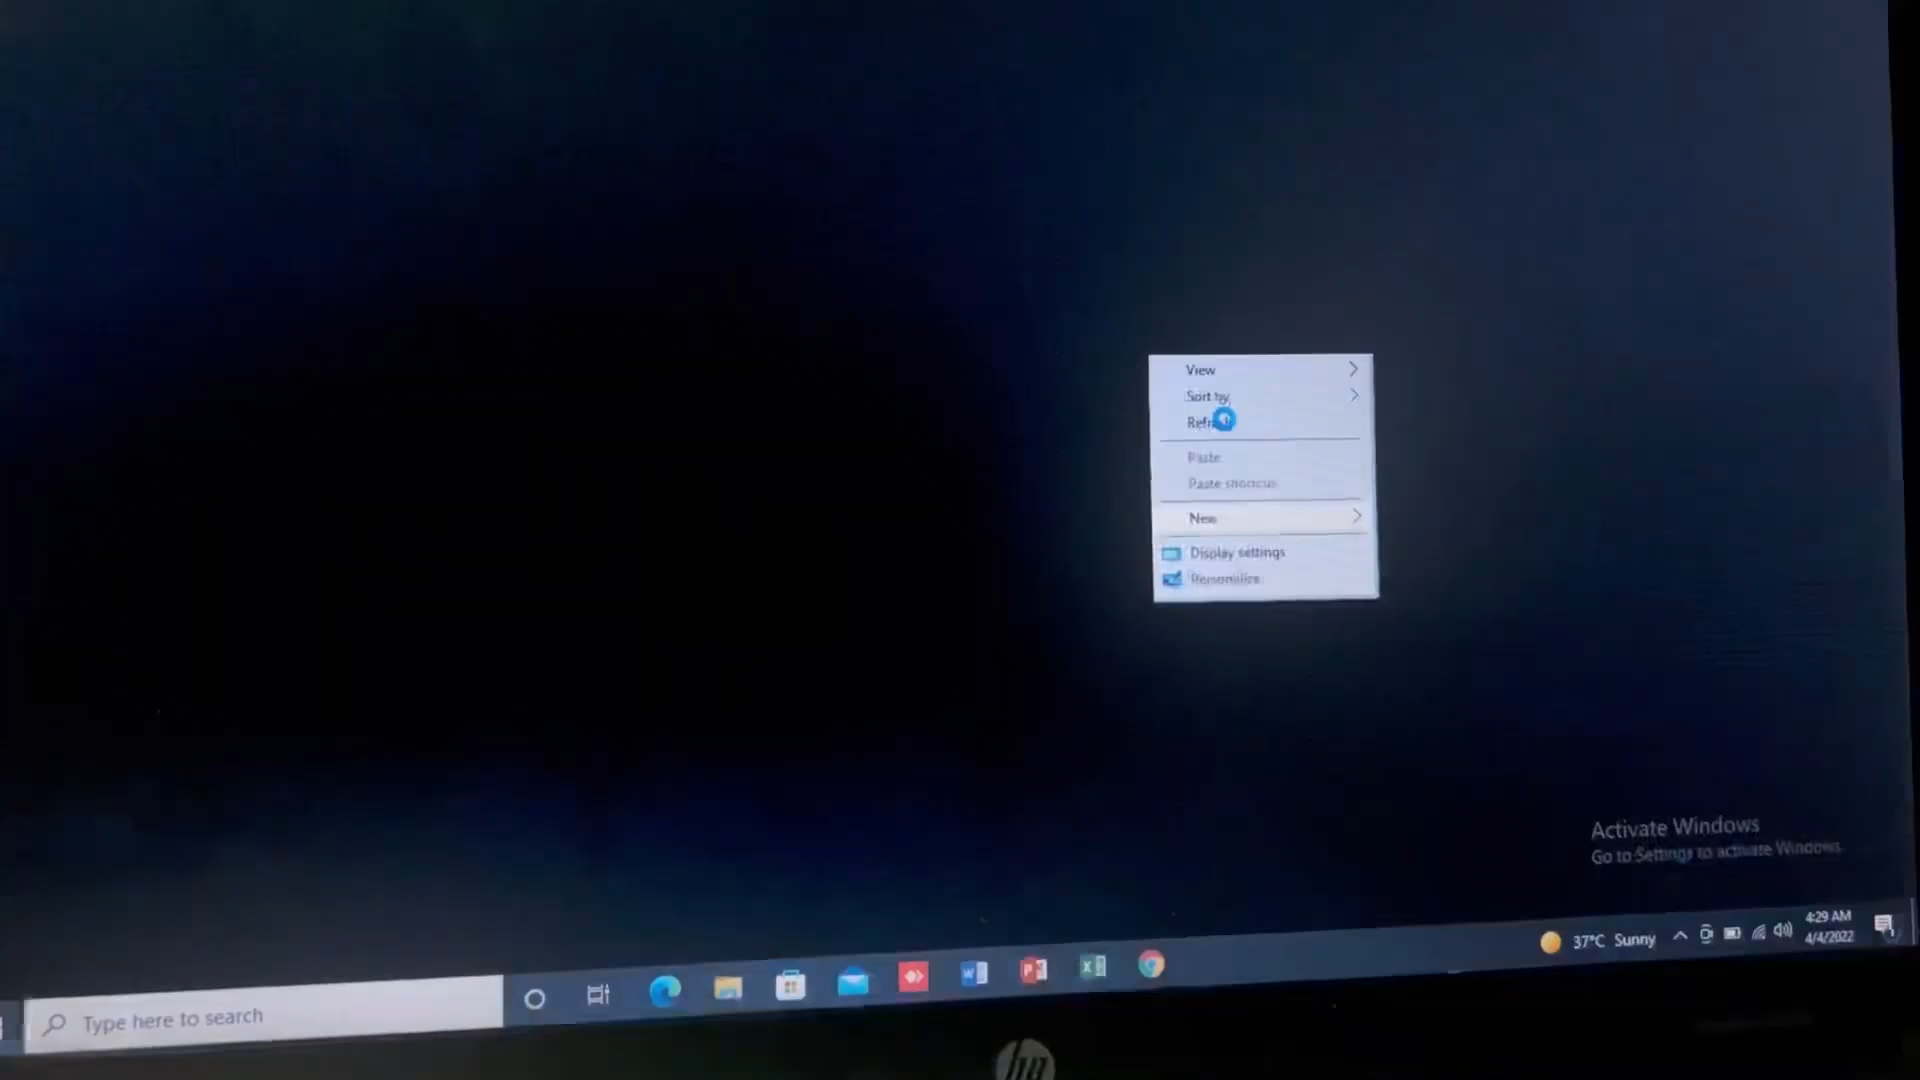 View
Sort by
Refresh
Paste
Paste shortcut
New
Display settings
Personalize
Activate Windows
Go to Settings to activate Windows.
37°C Sunny
4:29 AM
4/4/2022
Type here to search
hp